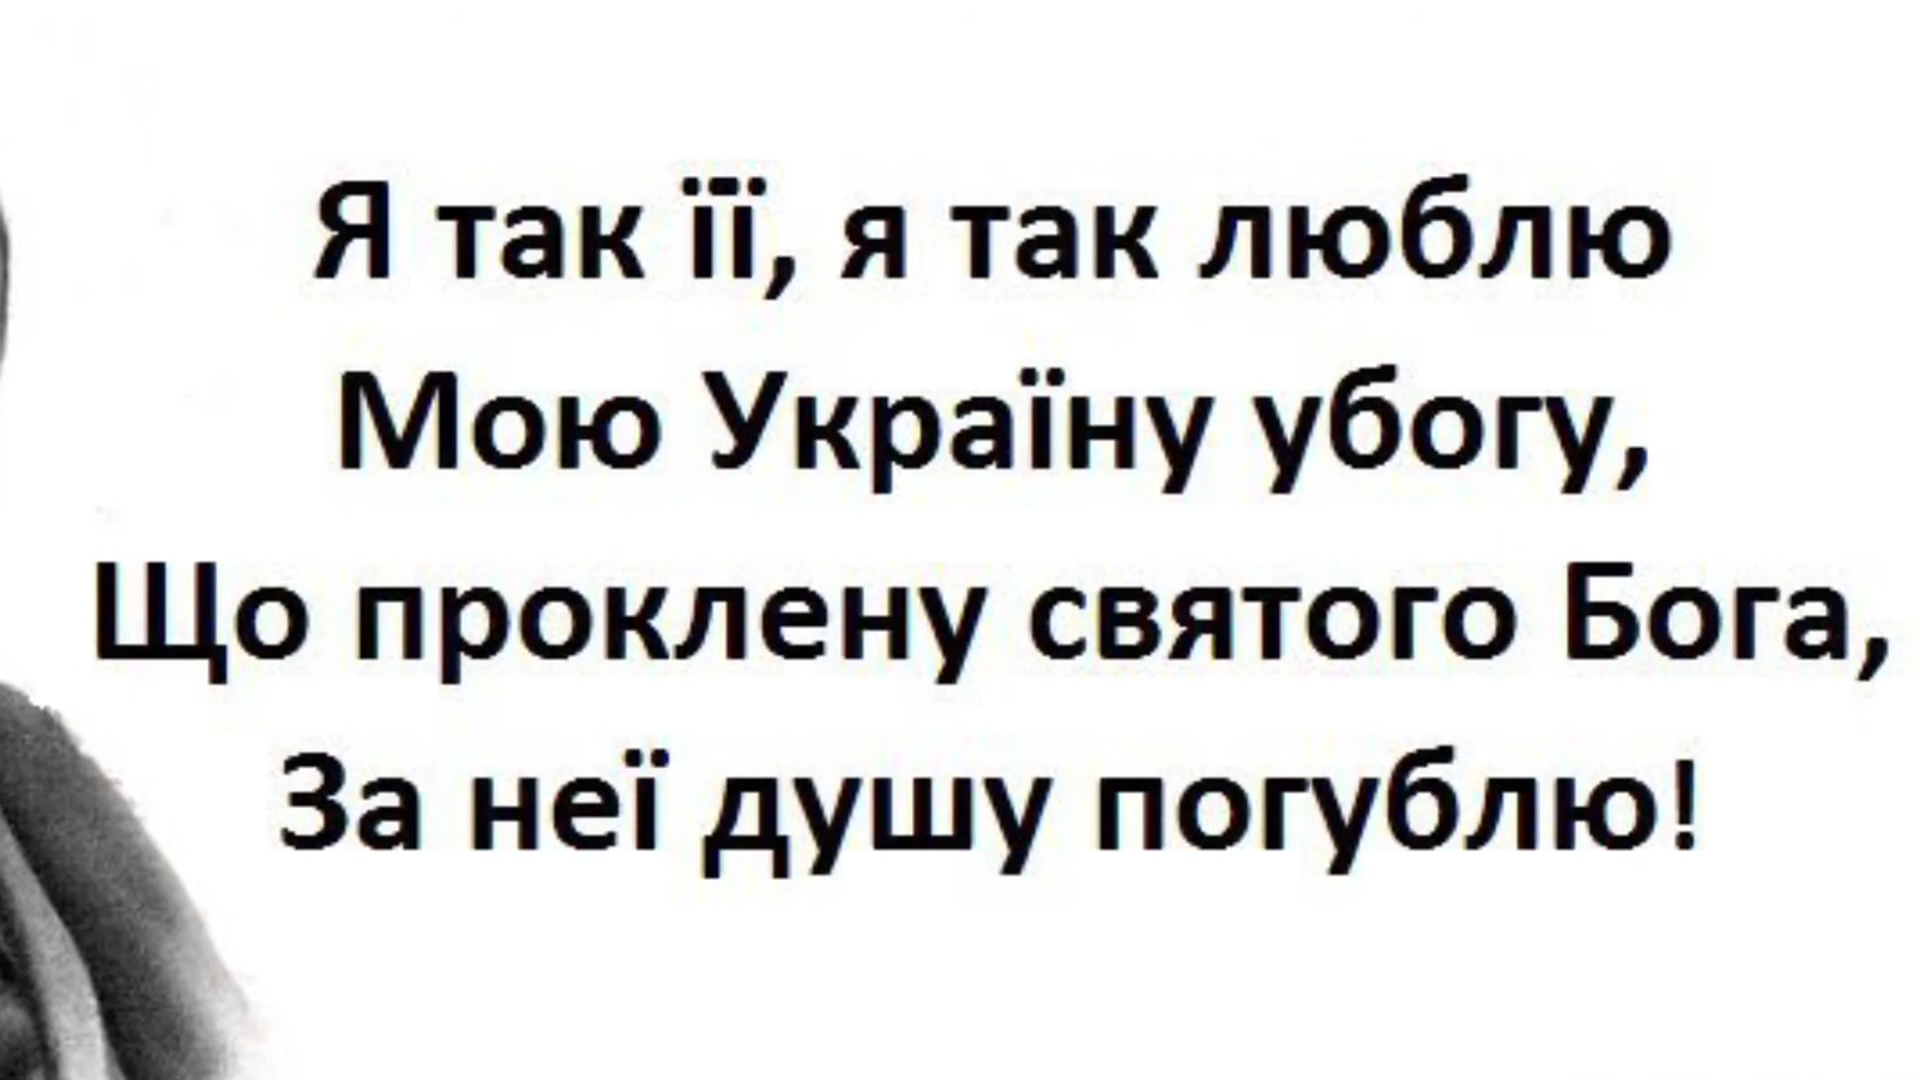 Я так її, я так люблю
Мою Україну убогу,
Що проклену святого Бога,
За неї душу погублю!